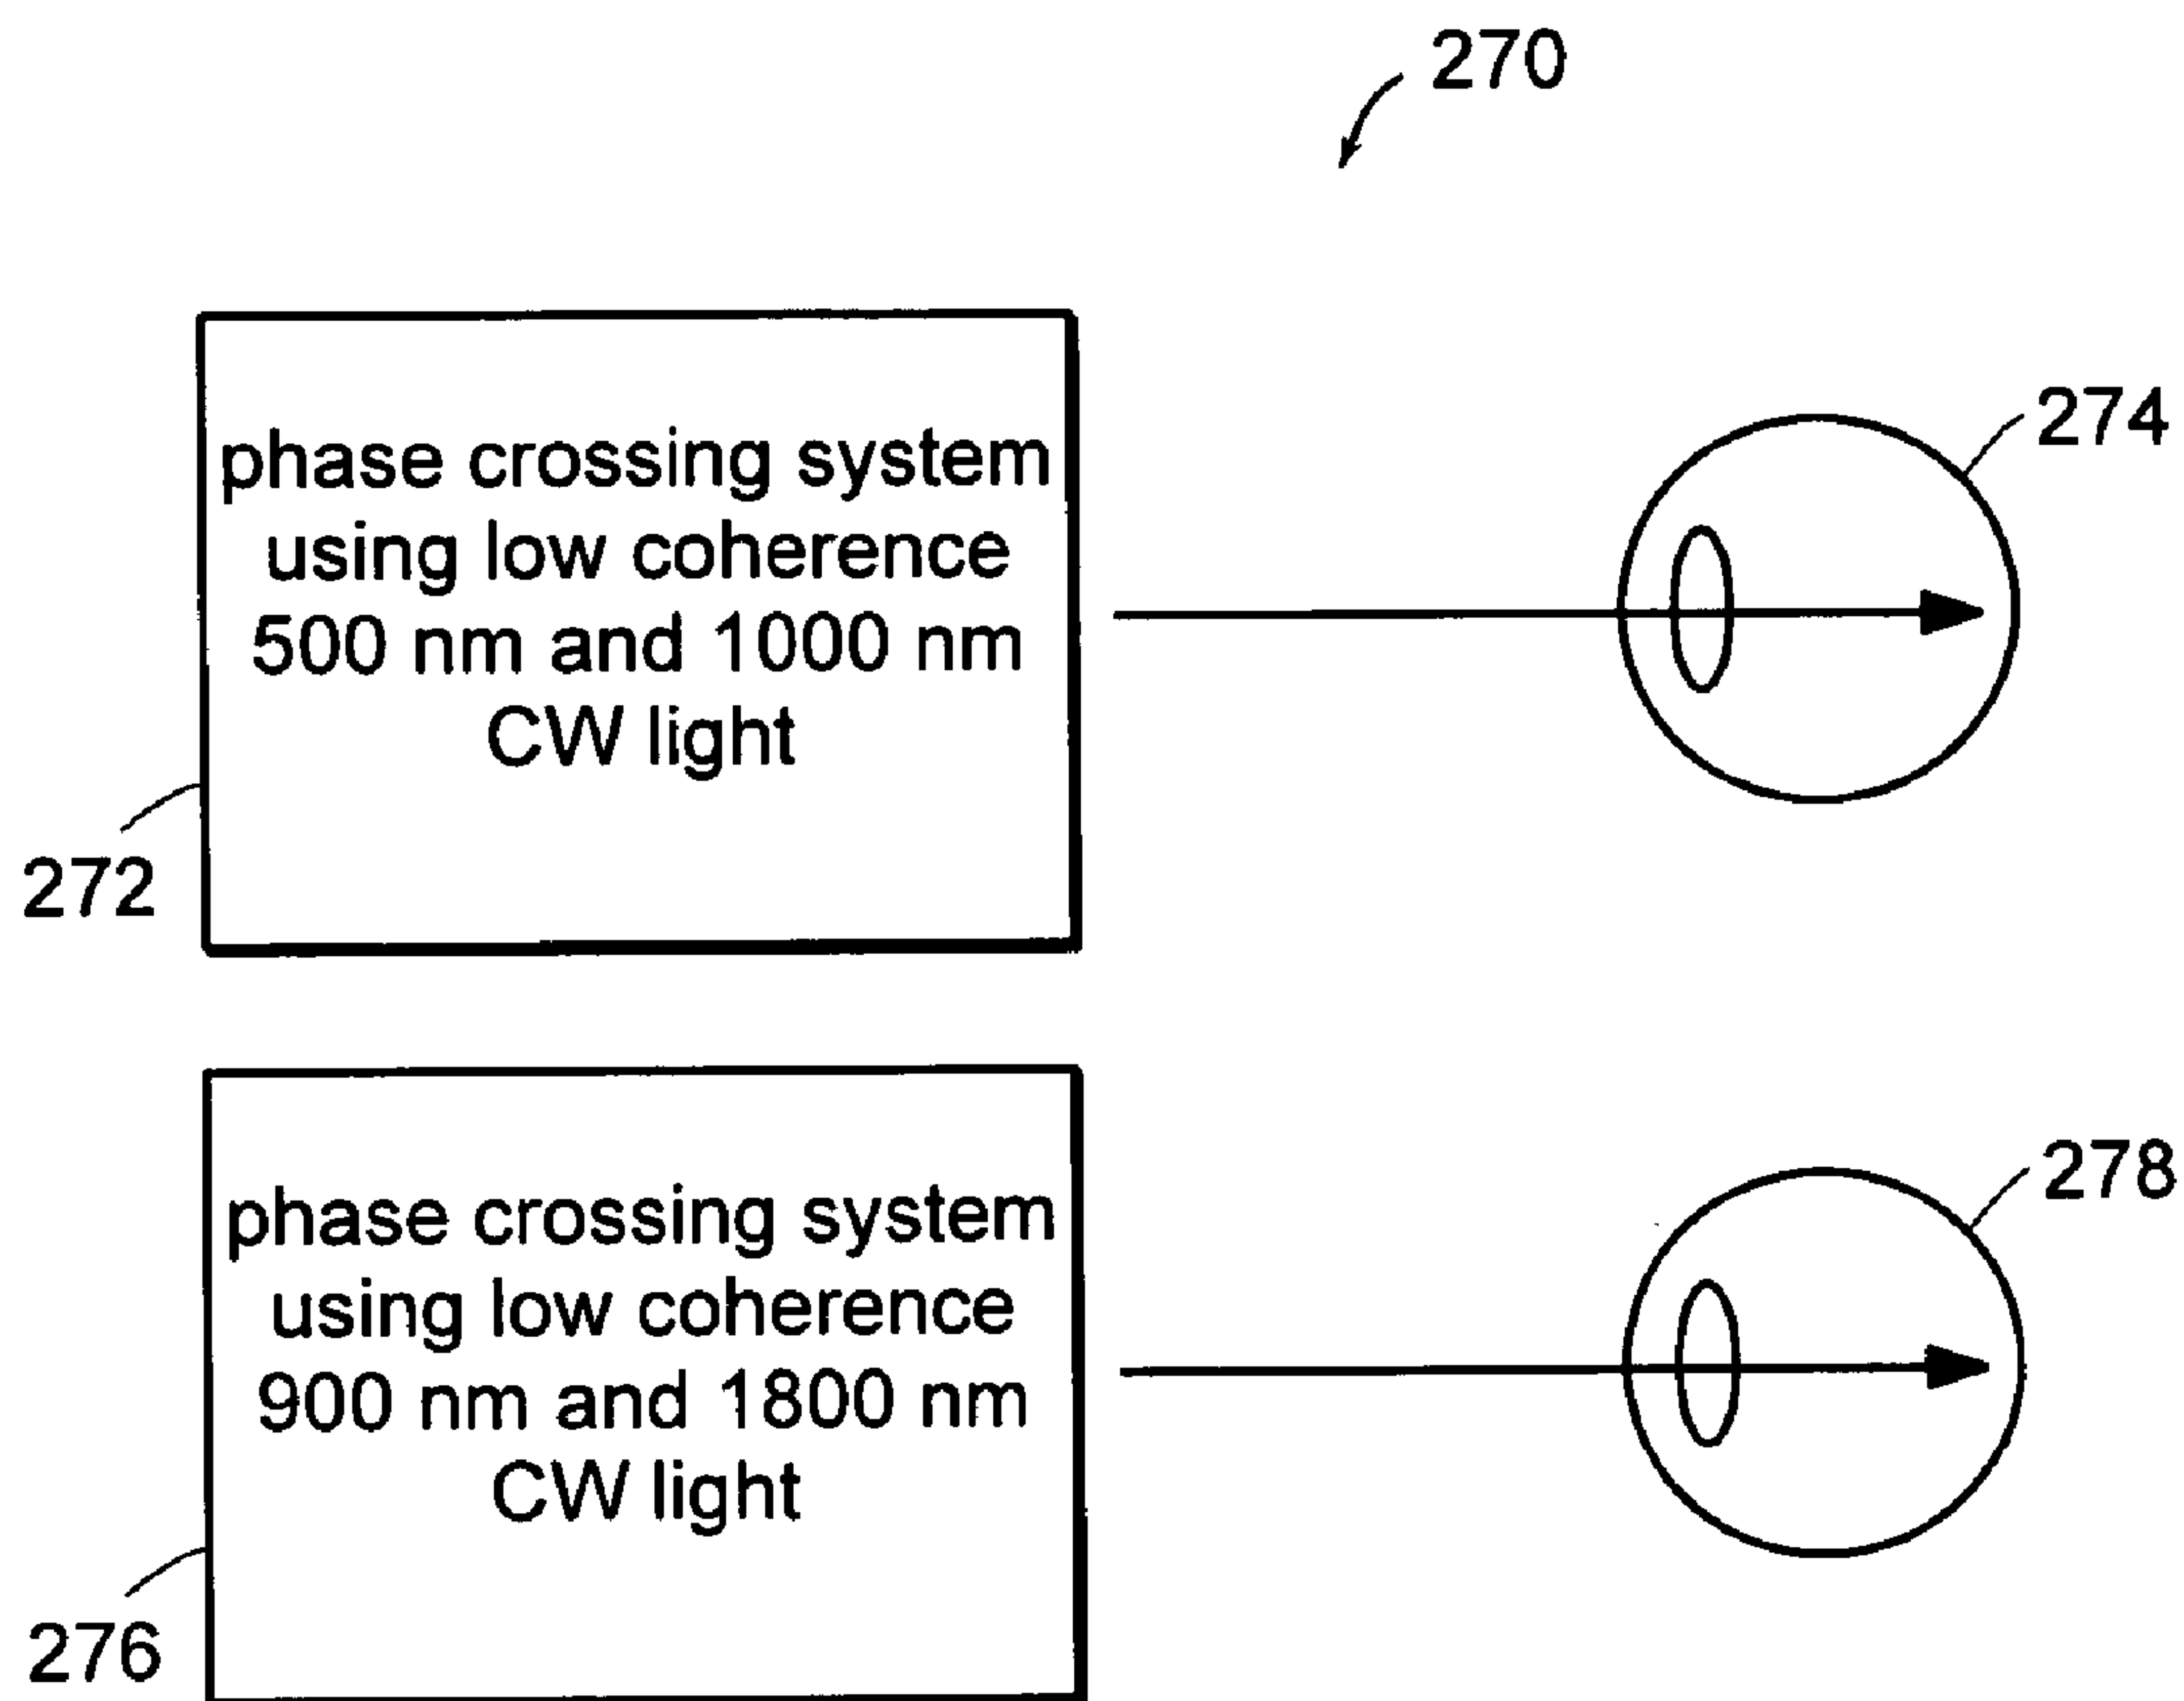 270
phase crossing system
using low coherence
500 nm and 1000 nm
CW light
274
272
phase crossing system
using low coherence
900 nm and 1800 nm
CW light
278
276